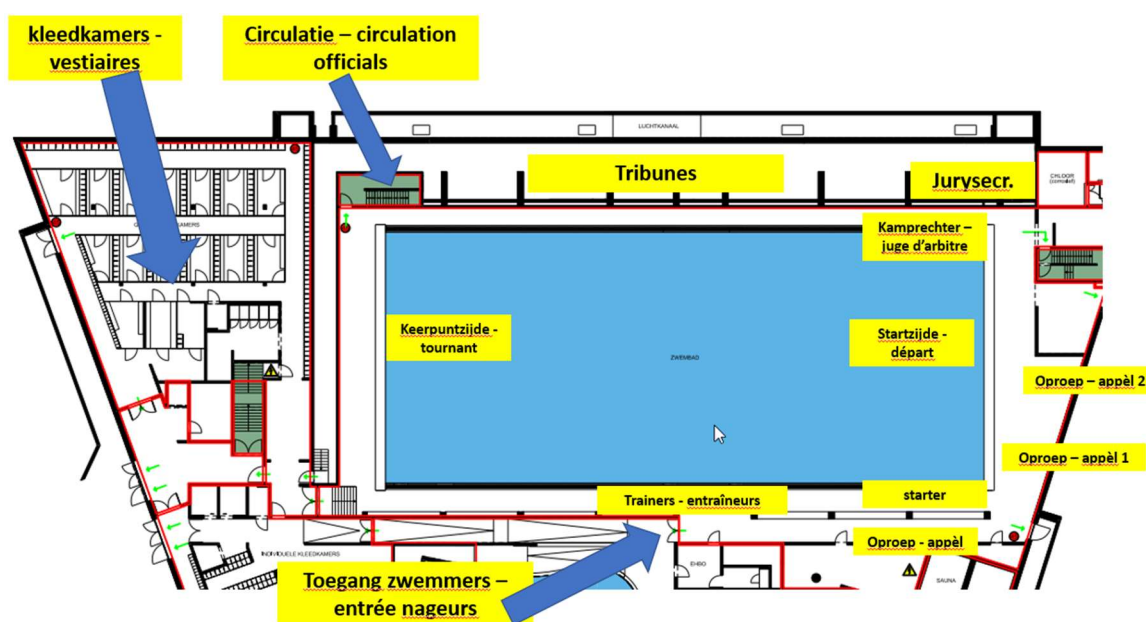 kleedkamers -
vestiaires
Circulatie – circulation
officials
LUCHTKANAAL
Tribunes
Jurysecr.
CHLOOR
Kamprechter –
juge d'arbitre
Keerpuntzijde -
tournant
Startzijde -
départ
ZWEMBAD
Oproep – appèl 2
Oproep – appèl 1
Trainers - entraîneurs
starter
Oproep - appèl
INDIVIDUELE KLEEDKAMERS
EHBO
SAUNA
Toegang zwemmers –
entrée nageurs